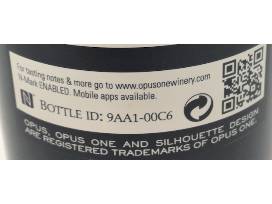 For tasting notes & more go to www.opusonewinery.com
N-Mark ENABLED. Mobile apps available.
BOTTLE ID: 9AA1-00C6
OPUS, OPUS ONE AND SILHOUETTE DESIGN
ARE REGISTERED TRADEMARKS OF OPUS ONE.